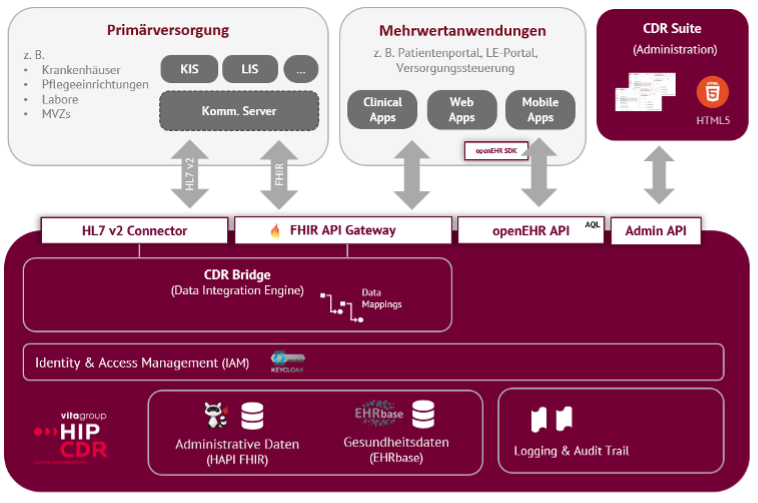 Primärversorgung
z. B.
• Krankenhäuser
• Pflegeeinrichtungen
• Labore
• MVZs
KIS
LIS
...
Komm. Server
Mehrwertanwendungen
z. B. Patientenportal, LE-Portal,
Versorgungssteuerung
Clinical
Apps
Web
Apps
Mobile
Apps
openEHR SDK
CDR Suite
(Administration)
5
HTML5
HL7 v2
FHIR
HL7 v2 Connector
FHIR API Gateway
openEHR API
AQL
Admin API
CDR Bridge
(Data Integration Engine)
Data
Mappings
Identity & Access Management (IAM)
KEYCLOAK
vitagroup
HIP
CDR
Administrative Daten
(HAPI FHIR)
EHRbase
Gesundheitsdaten
(EHRbase)
Logging & Audit Trail